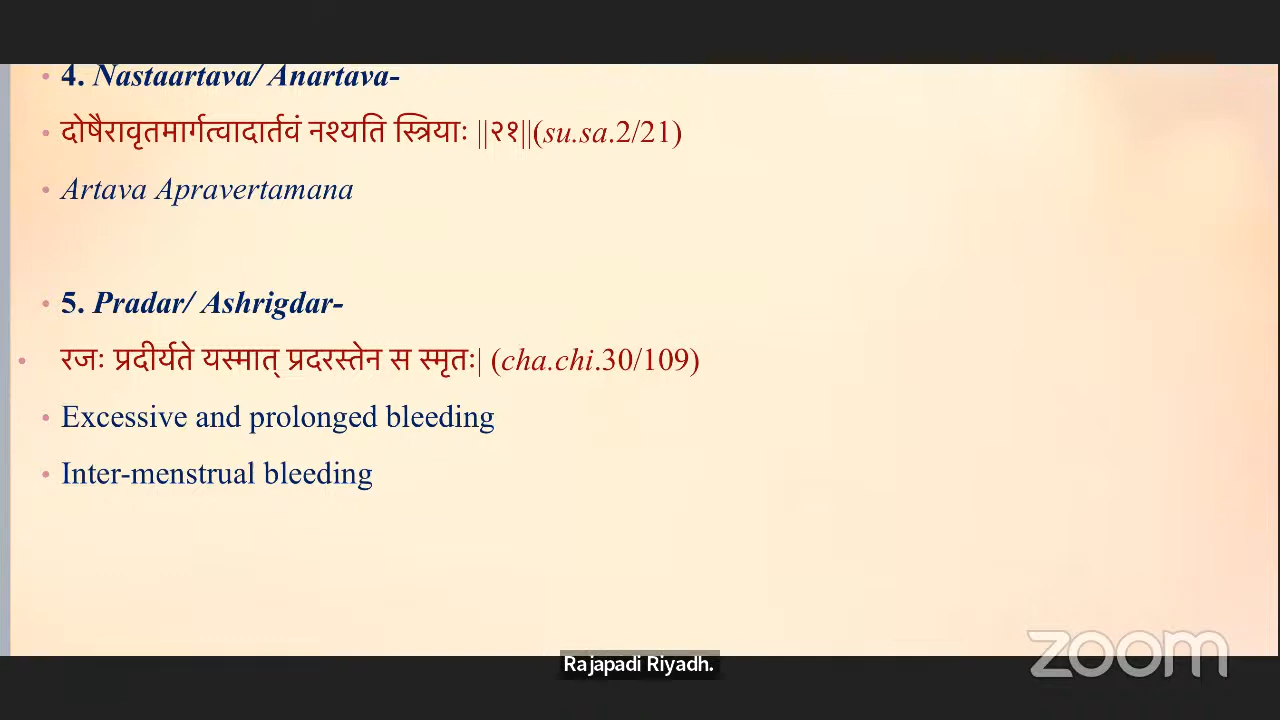 4. Nastaartava/ Anartava-
दोषैरावृतमार्गत्वादार्तवं नश्यति स्त्रियाः ||२१||(su.sa.2/21)
Artava Apravertamana
5. Pradar/ Ashrigdar-
रजः प्रदीर्यते यस्मात् प्रदरस्तेन स स्मृतः| (cha.chi.30/109)
Excessive and prolonged bleeding
Inter-menstrual bleeding
zoom
Rajapadi Riyadh.